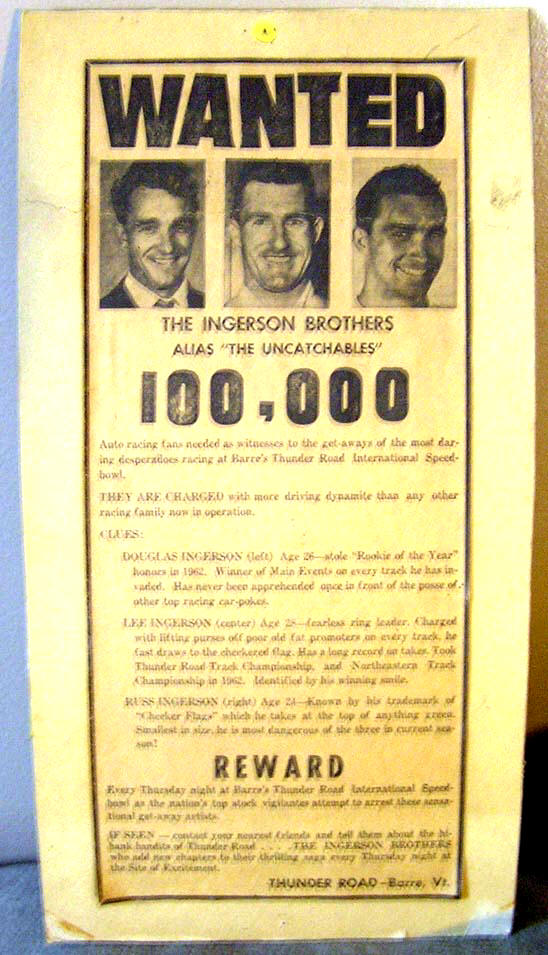 WANTED
THE INGERSON BROTHERS
ALIAS "THE UNCATCHABLES"
100,000
Auto racing fans needed as witnesses to the get-aways of the most dar-
ing desperadoes racing at Barre's Thunder Road International Speed-
bowl.
THEY ARE CHARGED with more driving dynamite than any other
racing family now in operation.
CLUES:
DOUGLAS INGERSON (left) Age 26—stole "Rookie of the Year"
honors in 1962. Winner of Main Events on every track he has in-
vaded. Has never been apprehended once in front of the posse of
other top racing car-pokes.
LEE INGERSON (center) Age 28—fearless ring leader. Charged
with lifting purses off poor old fat promoters on every track, he
fast draws to the checkered flag. Has a long record on takes. Took
Thunder Road Track Championship, and Northeastern Track
Championship in 1962. Identified by his winning smile.
RUSS INGERSON (right) Age 24—Known by his trademark of
"Checker Flags" which he takes at the top of anything green.
Smallest in size, he is most dangerous of the three in current sea-
son!
REWARD
Every Thursday night at Barre's Thunder Road International Speed-
bowl as the nation's top stock vigilantes attempt to arrest these sensa-
tional get-away artists.
IF SEEN — contact your nearest friends and tell them about the hi-
bank bandits of Thunder Road . . . . THE INGERSON BROTHERS
who add new chapters to their thrilling saga every Thursday night at
the Site of Excitement.
THUNDER ROAD—Barre, Vt.